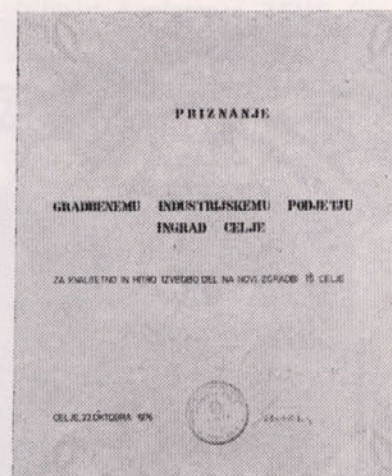 PRIZNANJE
GRADBENEMU INDUSTRIJSKEMU PODJETJU
INGRAD CELJE
ZA KVALITETNO IN HITRO IZVEDBO DEL NA NOVI ZGRADBI TŠ CELJE
CELJE, 22. OKTOBRA 1976